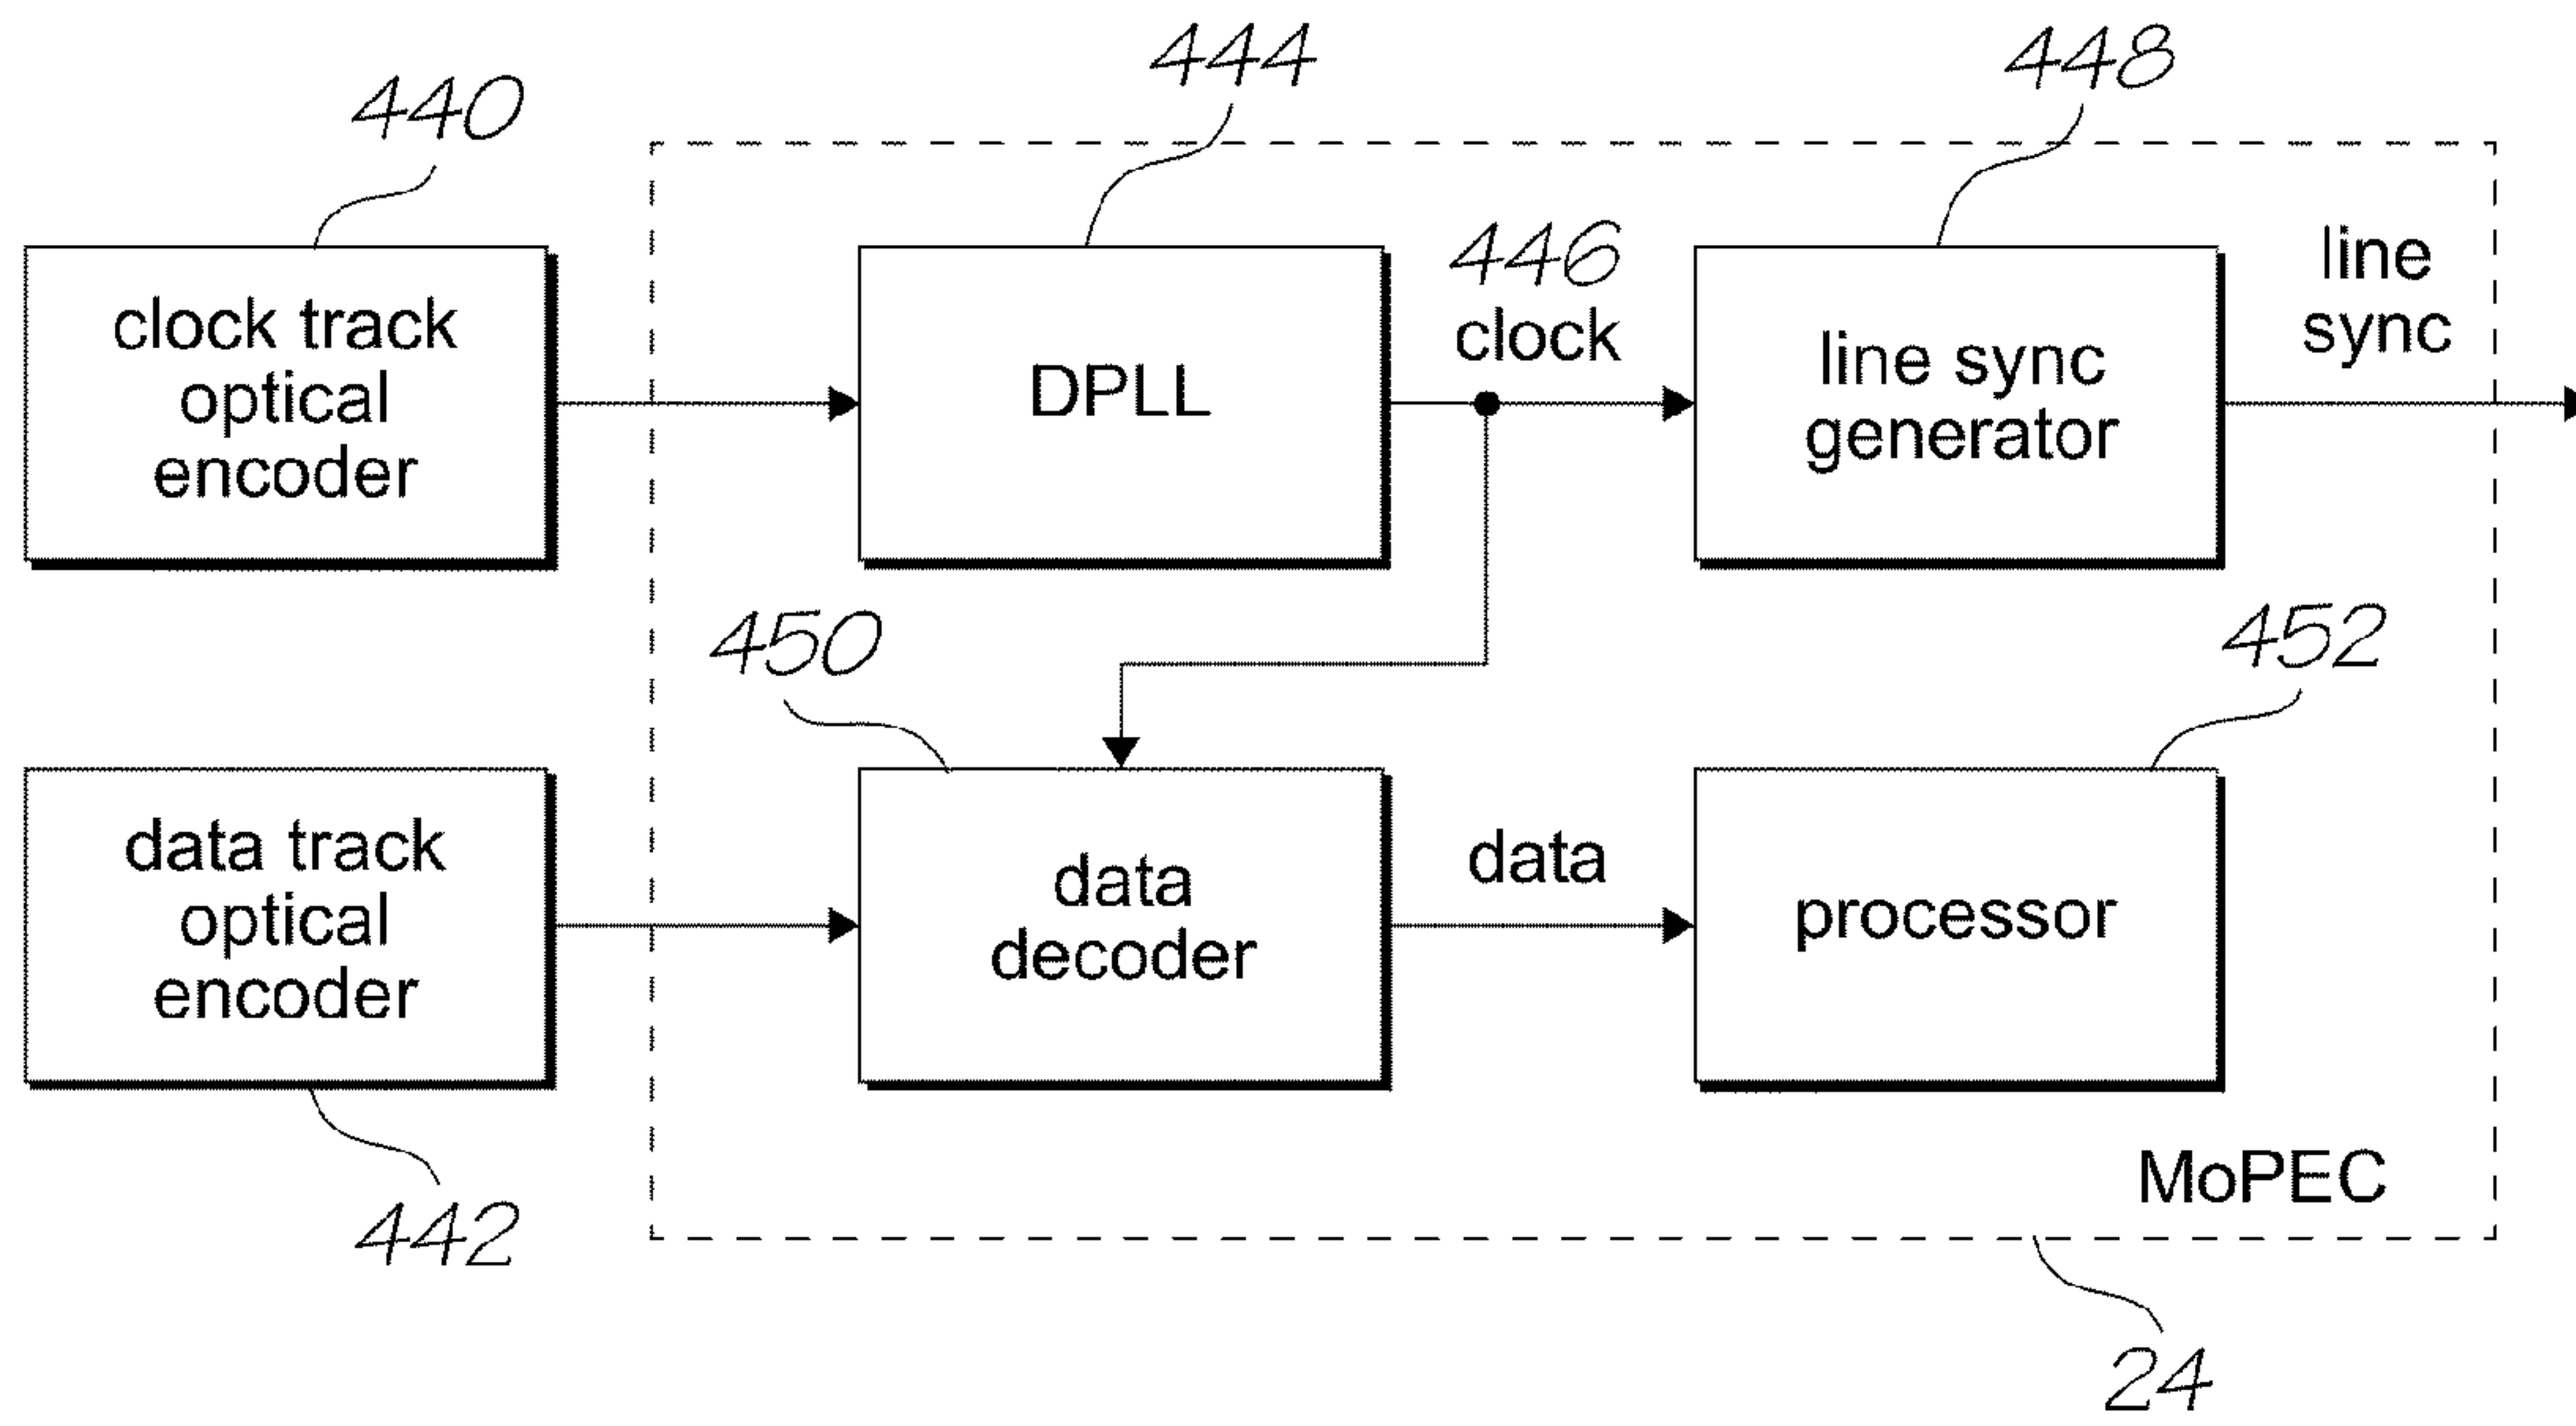 440
444
448
clock track
optical
encoder
DPLL
446
clock
line sync
generator
line
sync
450
452
data track
optical
encoder
data
decoder
data
processor
442
MoPEC
24